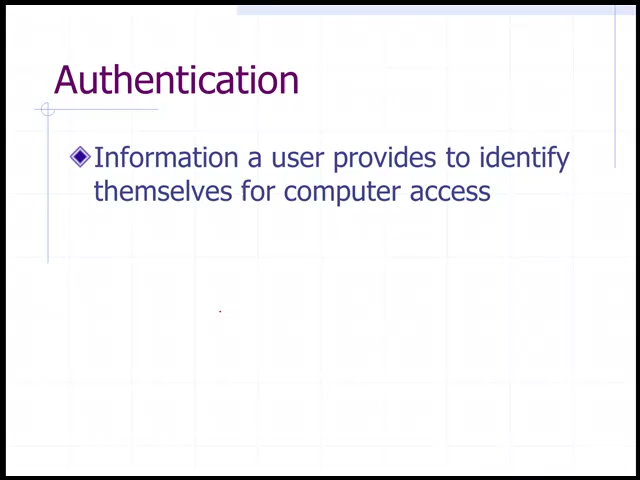 Authentication
Information a user provides to identify
themselves for computer access